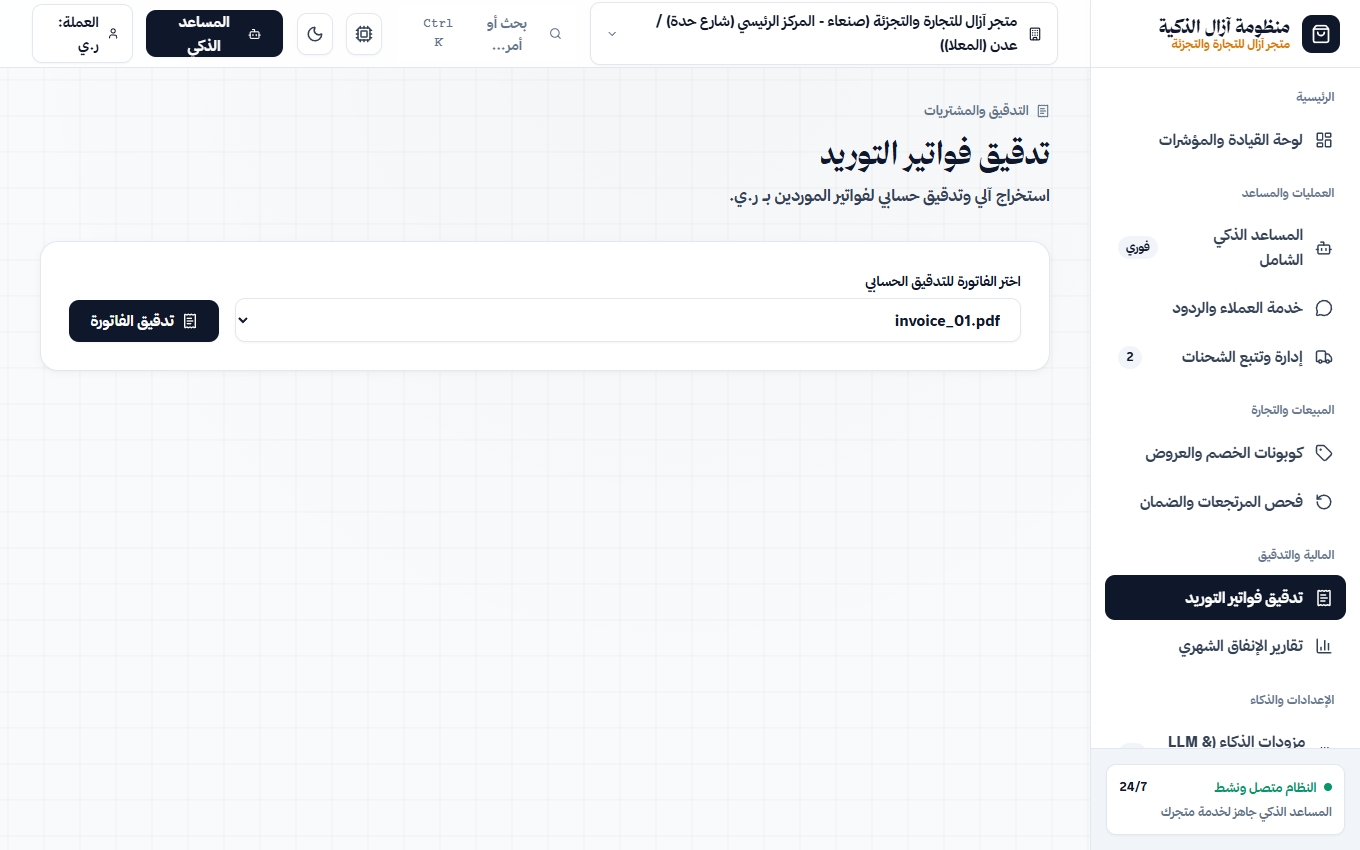 منظومة آزال الذكية
متجر آزال للتجارة والتجزئة
متجر آزال للتجارة والتجزئة (صنعاء - المركز الرئيسي (شارع حدة) /
عدن (المعلا))
بحث أو
أمر...
Ctrl
K
المساعد
الذكي
العملة:
ر.ي
الرئيسية
لوحة القيادة والمؤشرات
العمليات والمساعد
المساعد الذكي
الشامل
فوري
خدمة العملاء والردود
إدارة وتتبع الشحنات
2
المبيعات والتجارة
كوبونات الخصم والعروض
فحص المرتجعات والضمان
المالية والتدقيق
تدقيق فواتير التوريد
تقارير الإنفاق الشهري
الإعدادات والذكاء
مزودات الذكاء (& LLM
النظام متصل ونشط
24/7
المساعد الذكي جاهز لخدمة متجرك
التدقيق والمشتريات
تدقيق فواتير التوريد
استخراج آلي وتدقيق حسابي لفواتير الموردين بـ ر.ي.
اختر الفاتورة للتدقيق الحسابي
invoice_01.pdf
تدقيق الفاتورة